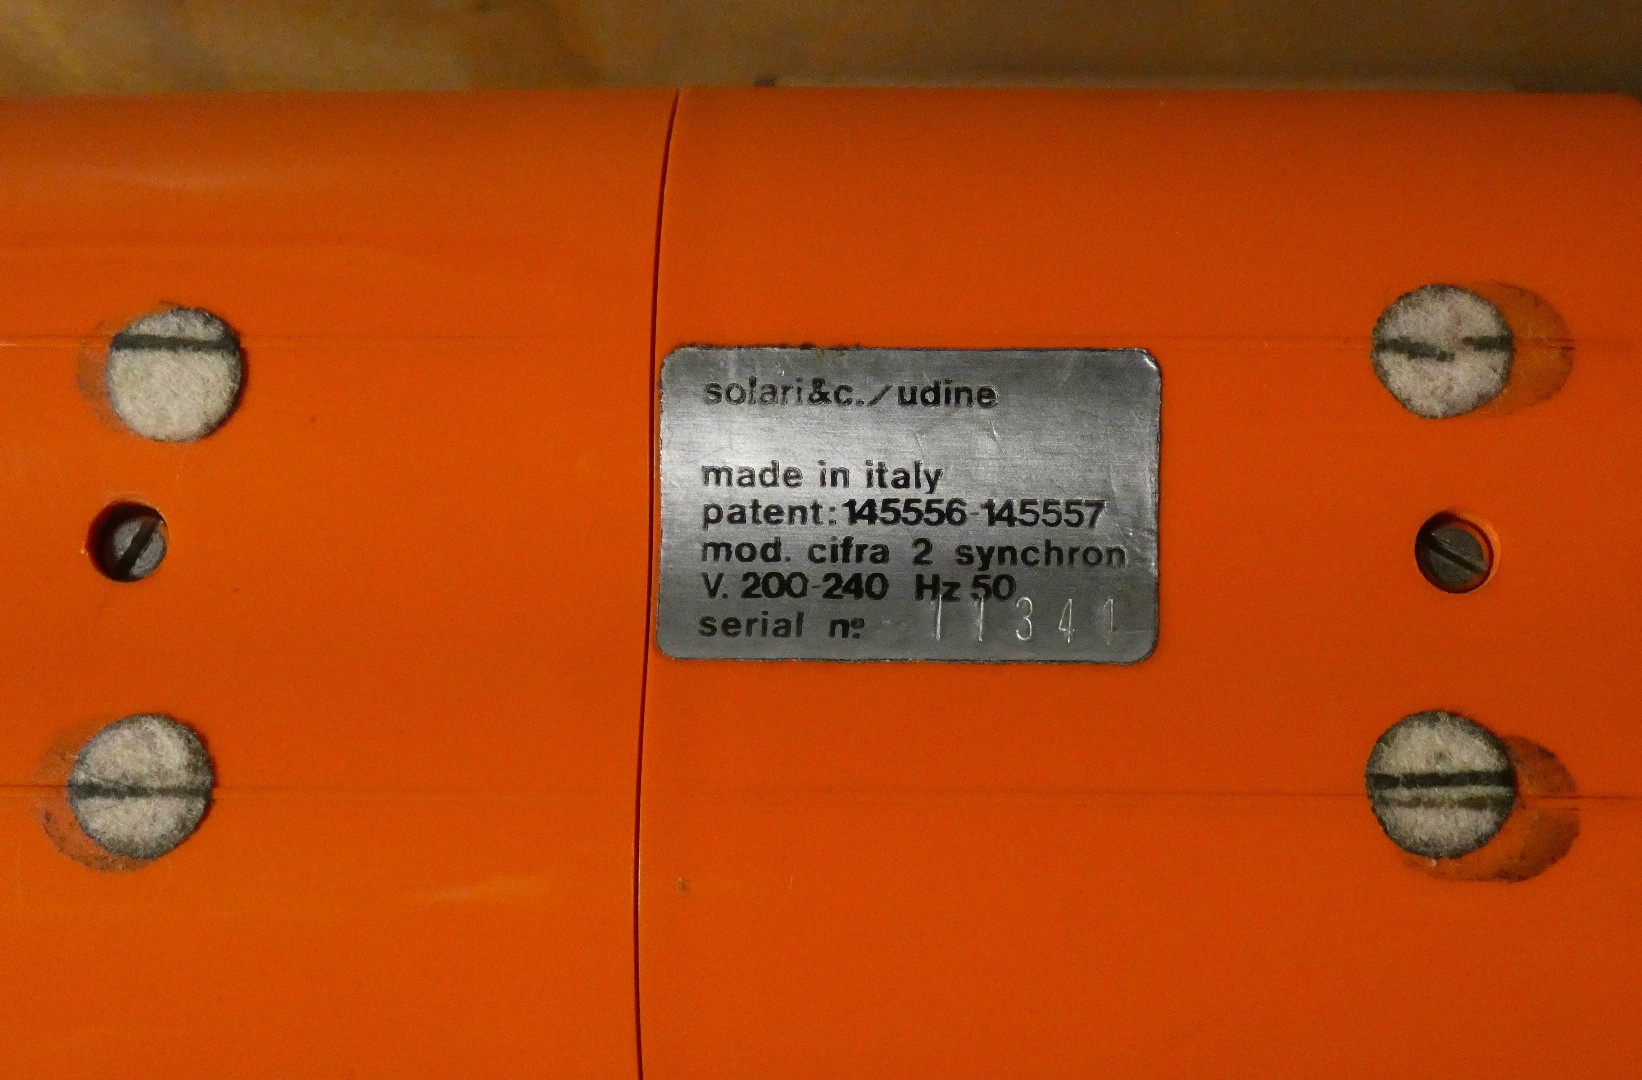 solari&c./udine
made in italy
patent:145556-145557
mod. cifra 2 synchron
V. 200-240 Hz 50
serial nº 11341